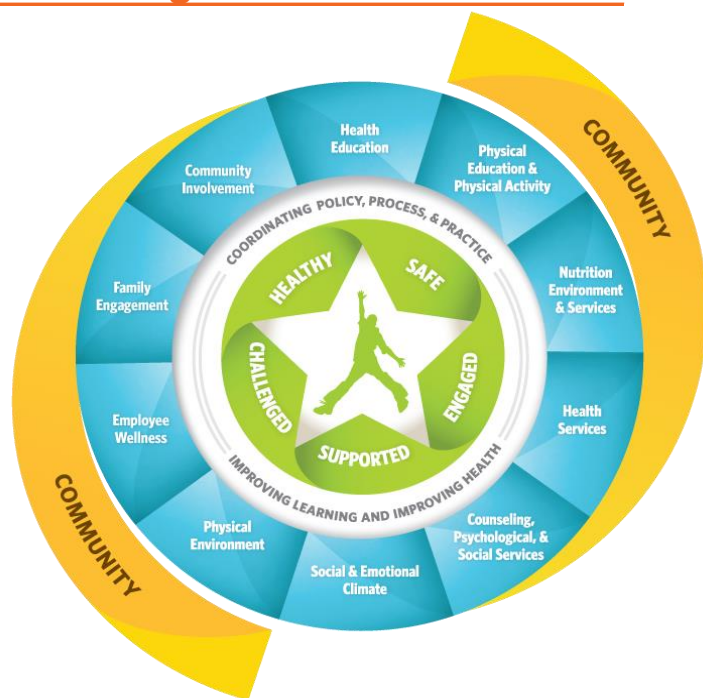 COMMUNITY
Health
Education
Physical
Education &
Physical Activity
Nutrition
Environment
& Services
Health
Services
Counseling,
Psychological, &
Social Services
Social & Emotional
Climate
Physical
Environment
Employee
Wellness
Family
Engagement
Community
Involvement
COORDINATING POLICY, PROCESS, & PRACTICE
IMPROVING LEARNING AND IMPROVING HEALTH
HEALTHY
SAFE
ENGAGED
SUPPORTED
CHALLENGED
COMMUNITY